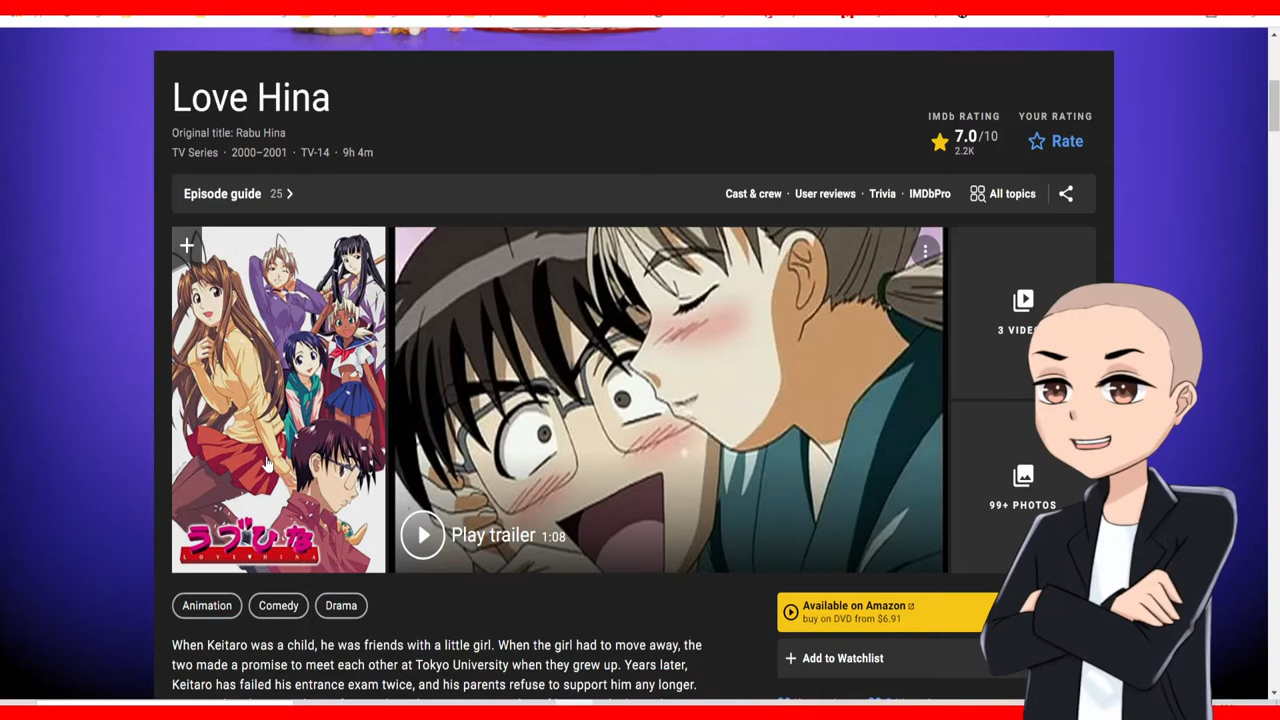 Love Hina
Original title: Rabu Hina
TV Series · 2000–2001 · TV-14 · 9h 4m
IMDb RATING
7.0/10
2.2K
YOUR RATING
Rate
Episode guide 25
Cast & crew · User reviews · Trivia · IMDbPro
All topics
ラブひな
LOVE HINA
Play trailer 1:08
99+ PHOTOS
Animation
Comedy
Drama
When Keitaro was a child, he was friends with a little girl. When the girl had to move away, the
two made a promise to meet each other at Tokyo University when they grew up. Years later,
Keitaro has failed his entrance exam twice, and his parents refuse to support him any longer.
Available on Amazon
buy on DVD from $6.91
Add to Watchlist